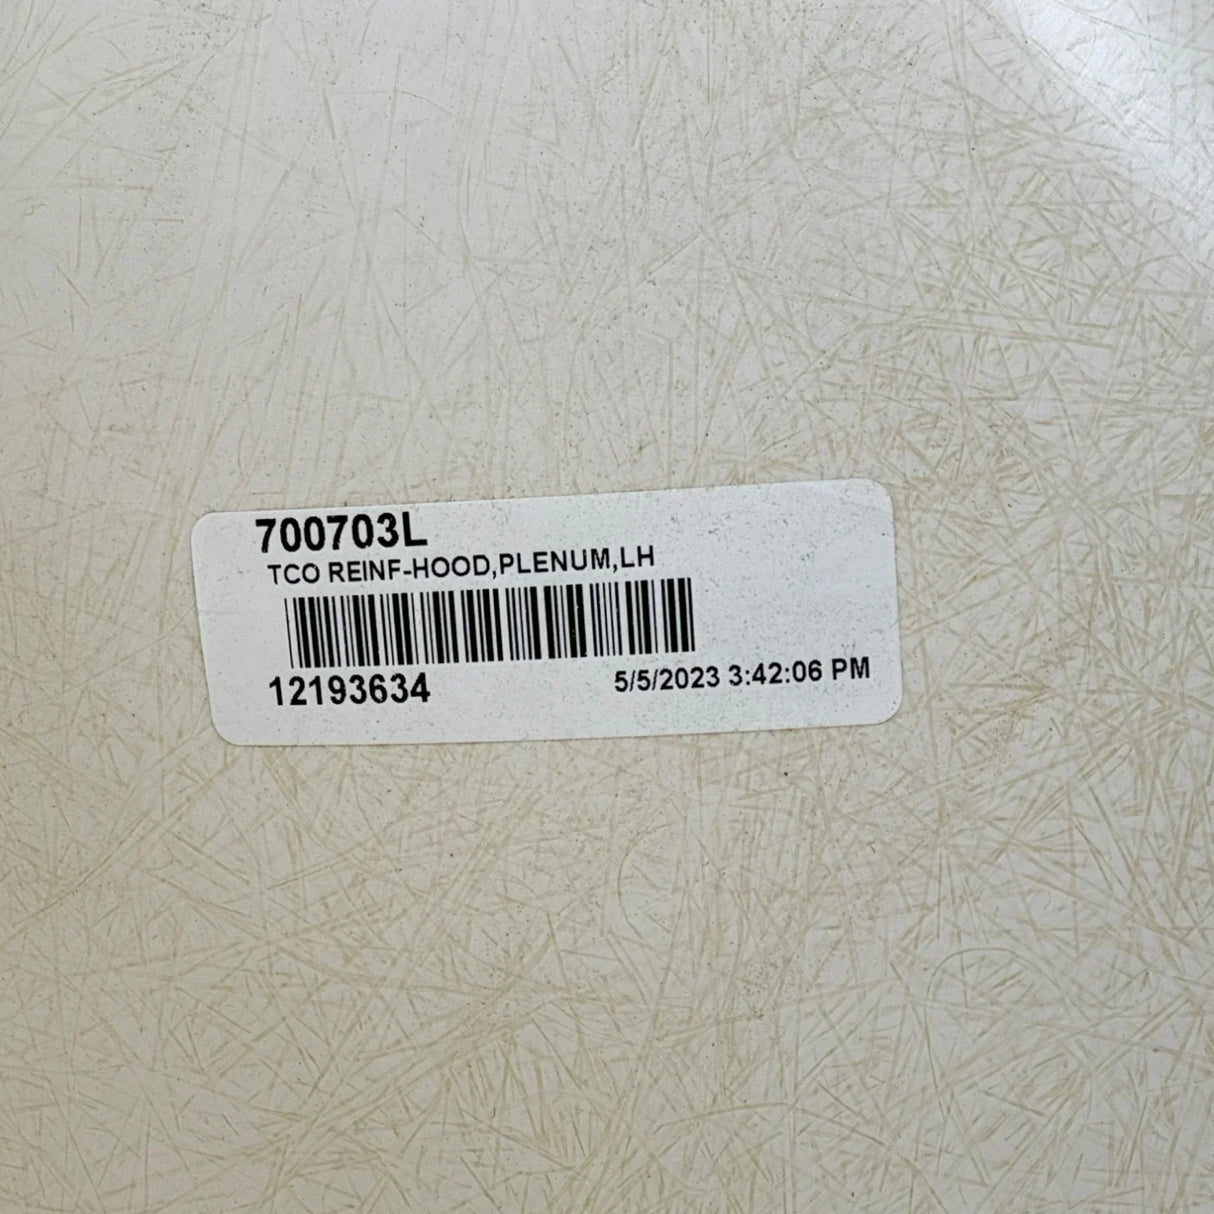 700703L
TCO REINF-HOOD,PLENUM,LH
12193634
5/5/2023 3:42:06 PM